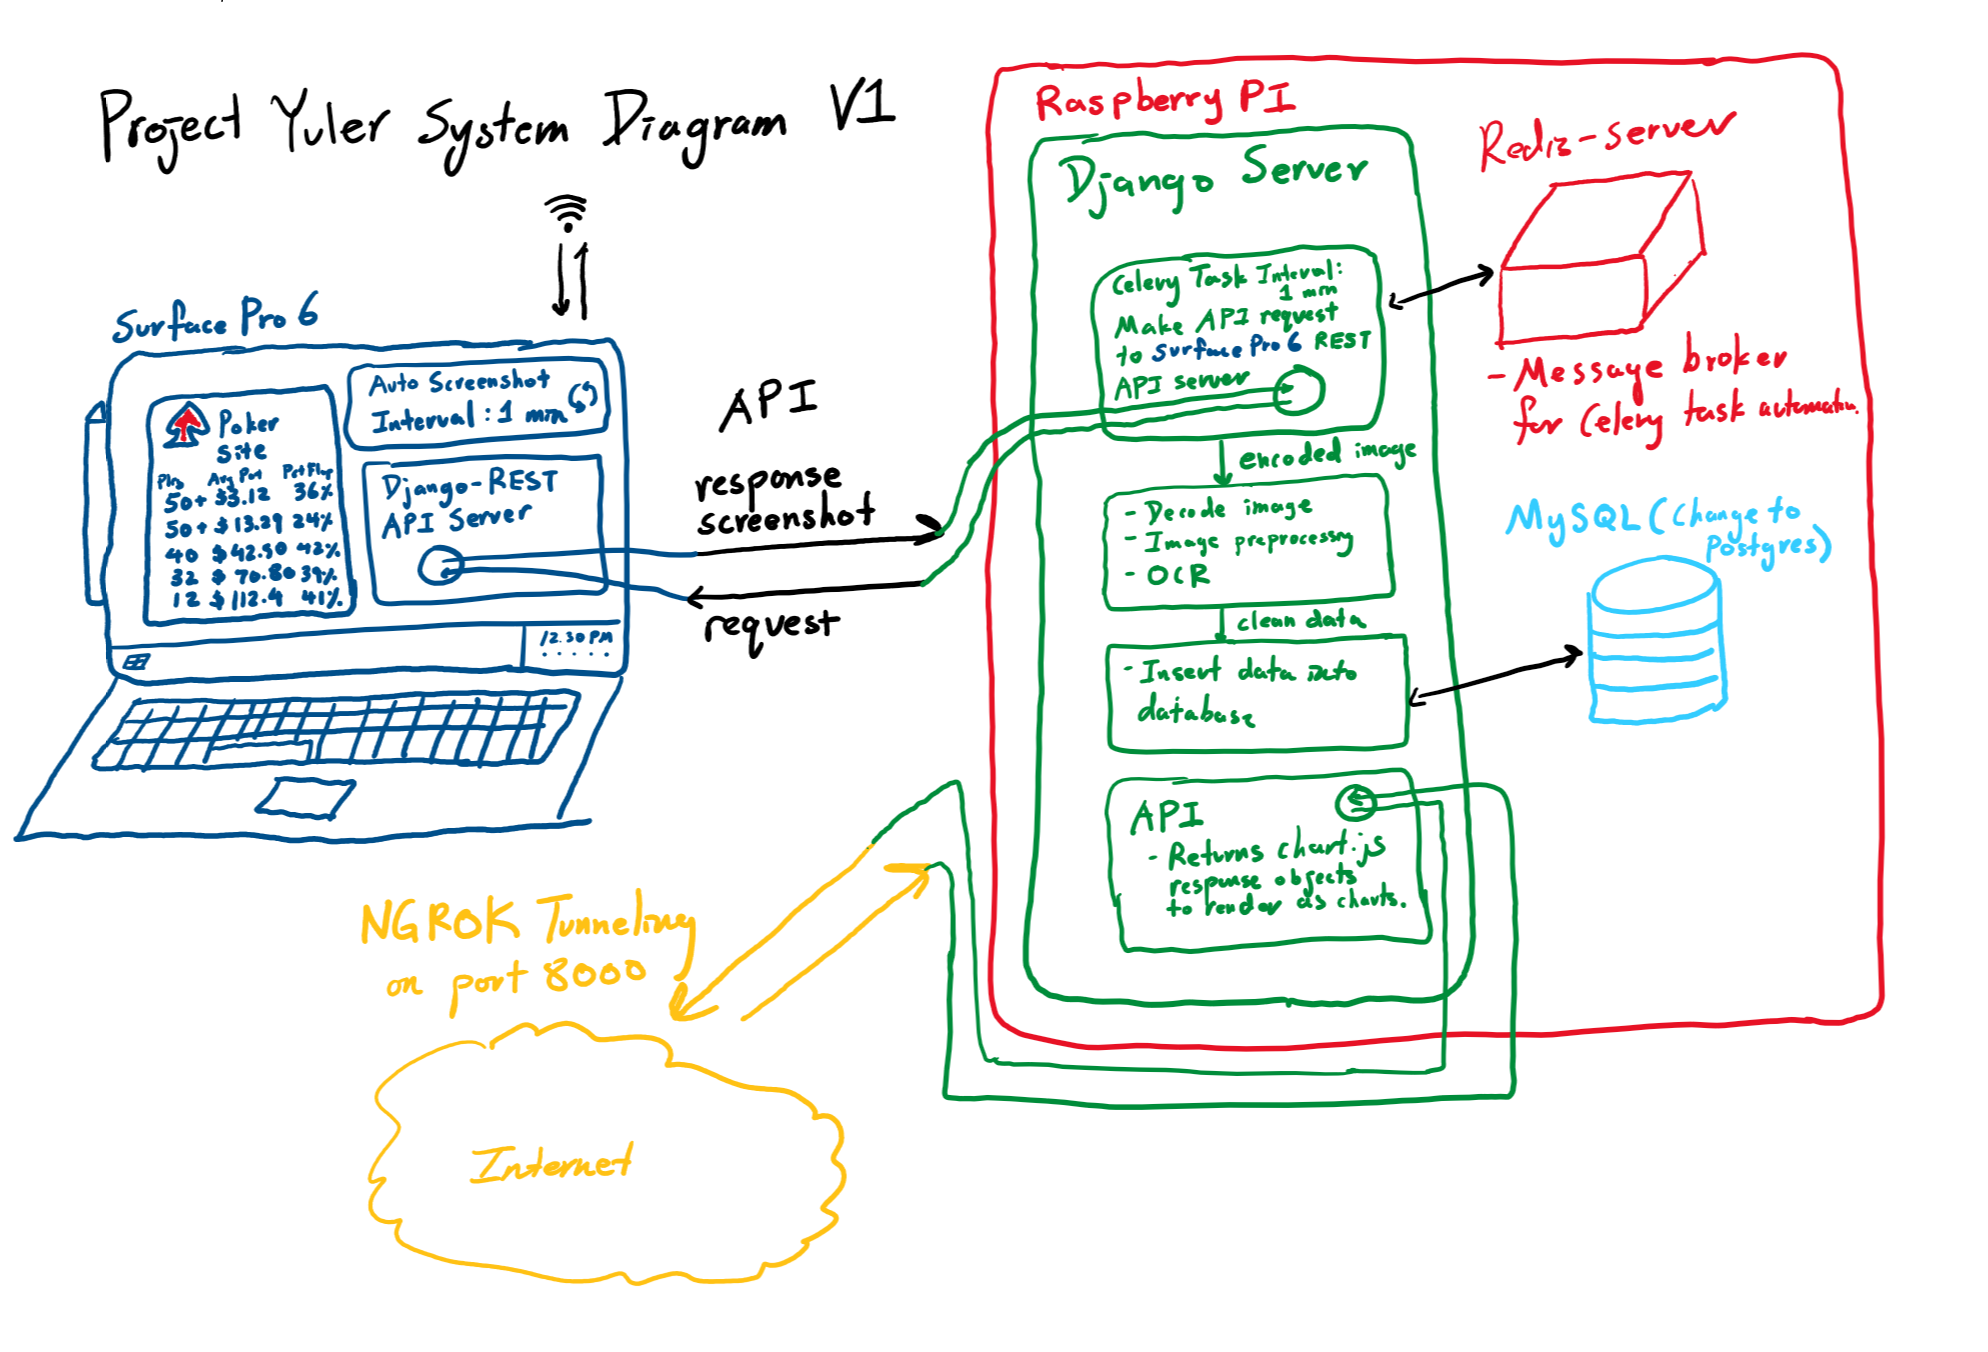 Project Yuler System Diagram V1
Surface Pro 6
Poker
Site
Plrs Avg Pot Pct Flop
50+ $3.12 36%
50+ $13.29 24%
40 $42.50 42%
32 $ 70.80 39%
12 $112.4 41%
Auto Screenshot
Interval: 1 min
Django-REST
API Server
12.30 PM
API
response
screenshot
request
Raspberry PI
Django Server
Celery Task Interval:
1 min
Make API request
to Surface Pro 6 REST
API server
encoded image
- Decode image
- Image preprocessing
- OCR
clean data
- Insert data into
database
API
- Returns chart.js
response objects
to render as charts.
Redis-server
- Message broker
for Celery task automation.
MySQL (Change to
Postgres)
NGROK Tunneling
on port 8000
Internet